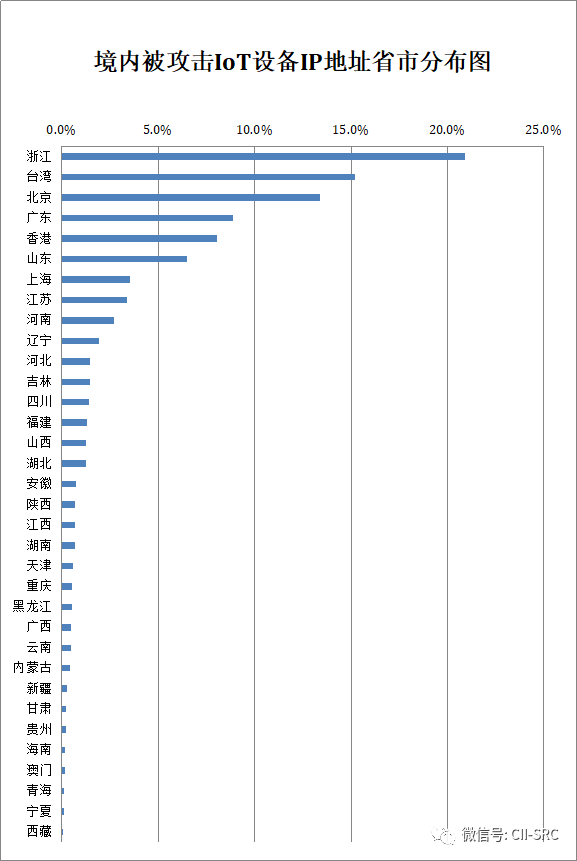 境内被攻击IoT设备IP地址省市分布图
0.0% 5.0% 10.0% 15.0% 20.0% 25.0%
浙江
台湾
北京
广东
香港
山东
上海
江苏
河南
辽宁
河北
吉林
四川
福建
山西
湖北
安徽
陕西
江西
湖南
天津
重庆
黑龙江
广西
云南
内蒙古
新疆
甘肃
贵州
海南
澳门
青海
宁夏
西藏
微信号: CII-SRC